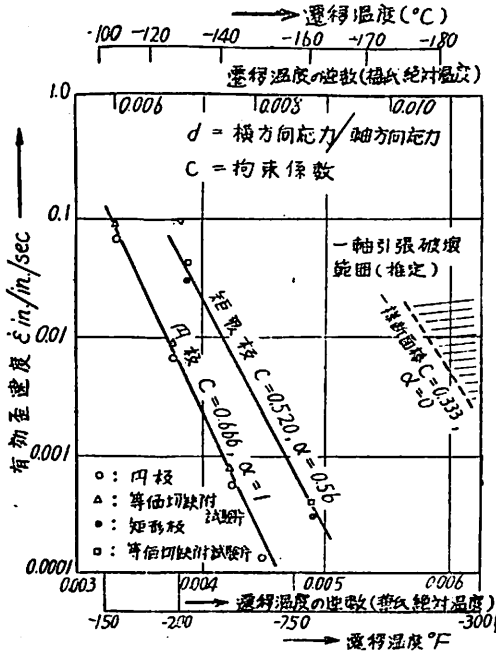 →遷移温度(°C)
-100 -120 -140 -160 -170 -180
遷移温度の逆数(摂氏絶対温度)
0.006 0.008 0.010
1.0
d = 横方向応力/軸方向応力
C = 拘束係数
0.1
一軸引張破壊
範囲(推定)
0.01
0.001
0.0001
有効歪速度 ε̇ in./in./sec
円板 C=0.666, α=1
矩形板 C=0.520, α=0.56
一様断面棒 C=0.333,
α=0
○: 円板
△: 等価切欠附試験片
●: 矩形板
□: 等価切欠附試験片
0.003 0.004 0.005 0.006
→遷移温度の逆数(華氏絶対温度)
-150 -200 -250 -300
→遷移温度°F